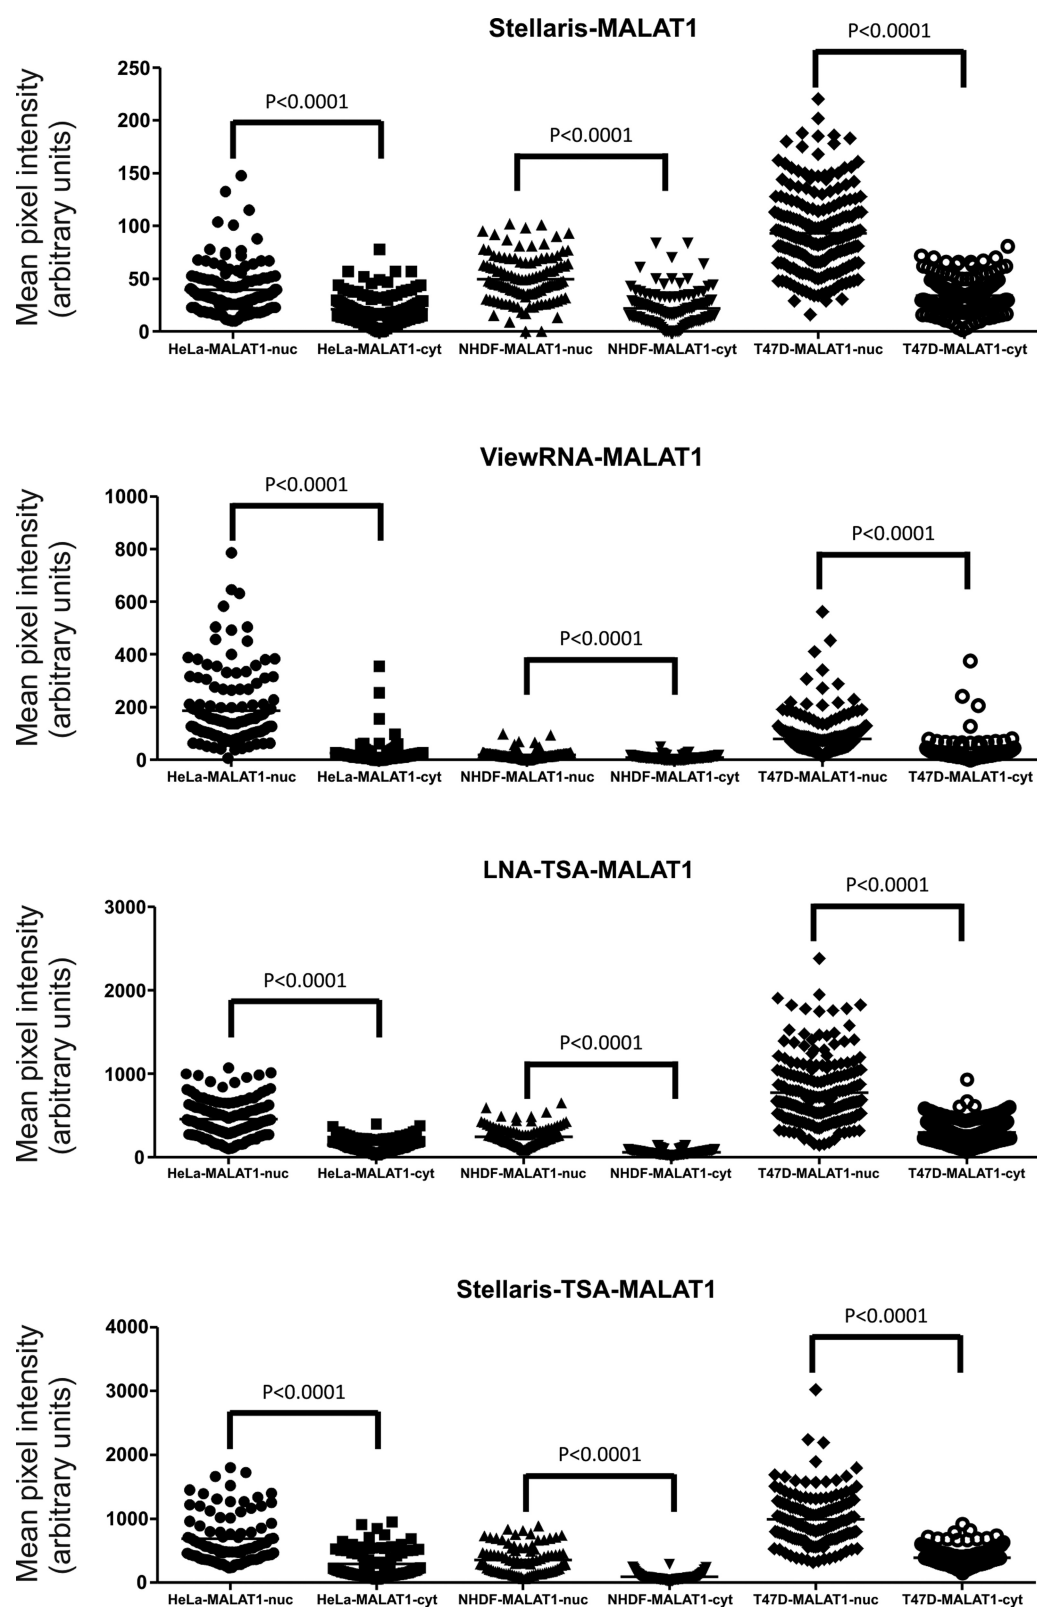 Stellaris-MALAT1
P<0.0001
P<0.0001
P<0.0001
Mean pixel intensity
(arbitrary units)
250
200
150
100
50
0
HeLa-MALAT1-nuc HeLa-MALAT1-cyt NHDF-MALAT1-nuc NHDF-MALAT1-cyt T47D-MALAT1-nuc T47D-MALAT1-cyt
ViewRNA-MALAT1
P<0.0001
P<0.0001
P<0.0001
Mean pixel intensity
(arbitrary units)
1000
800
600
400
200
0
HeLa-MALAT1-nuc HeLa-MALAT1-cyt NHDF-MALAT1-nuc NHDF-MALAT1-cyt T47D-MALAT1-nuc T47D-MALAT1-cyt
LNA-TSA-MALAT1
P<0.0001
P<0.0001
P<0.0001
Mean pixel intensity
(arbitrary units)
3000
2000
1000
0
HeLa-MALAT1-nuc HeLa-MALAT1-cyt NHDF-MALAT1-nuc NHDF-MALAT1-cyt T47D-MALAT1-nuc T47D-MALAT1-cyt
Stellaris-TSA-MALAT1
P<0.0001
P<0.0001
P<0.0001
Mean pixel intensity
(arbitrary units)
4000
3000
2000
1000
0
HeLa-MALAT1-nuc HeLa-MALAT1-cyt NHDF-MALAT1-nuc NHDF-MALAT1-cyt T47D-MALAT1-nuc T47D-MALAT1-cyt